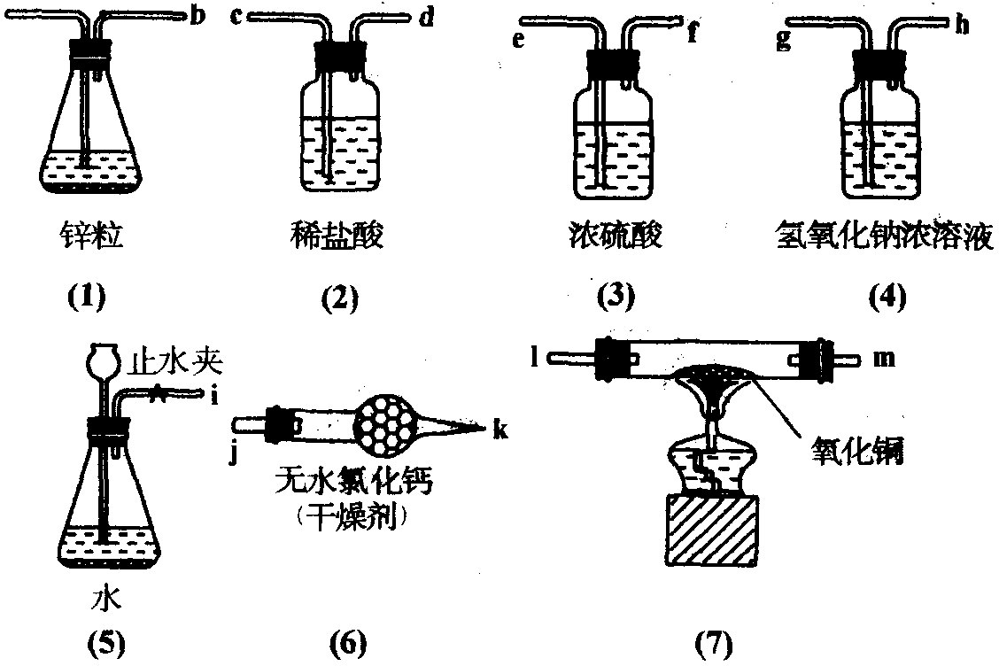 b c d e f g h
锌粒 稀盐酸 浓硫酸 氢氧化钠浓溶液
(1) (2) (3) (4)
止水夹 i
j k l m
无水氯化钙
(干燥剂)
氧化铜
水
(5) (6) (7)